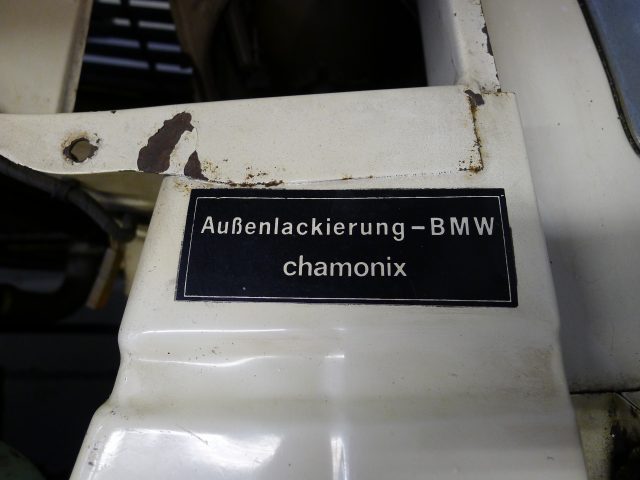 Außenlackierung – BMW
chamonix